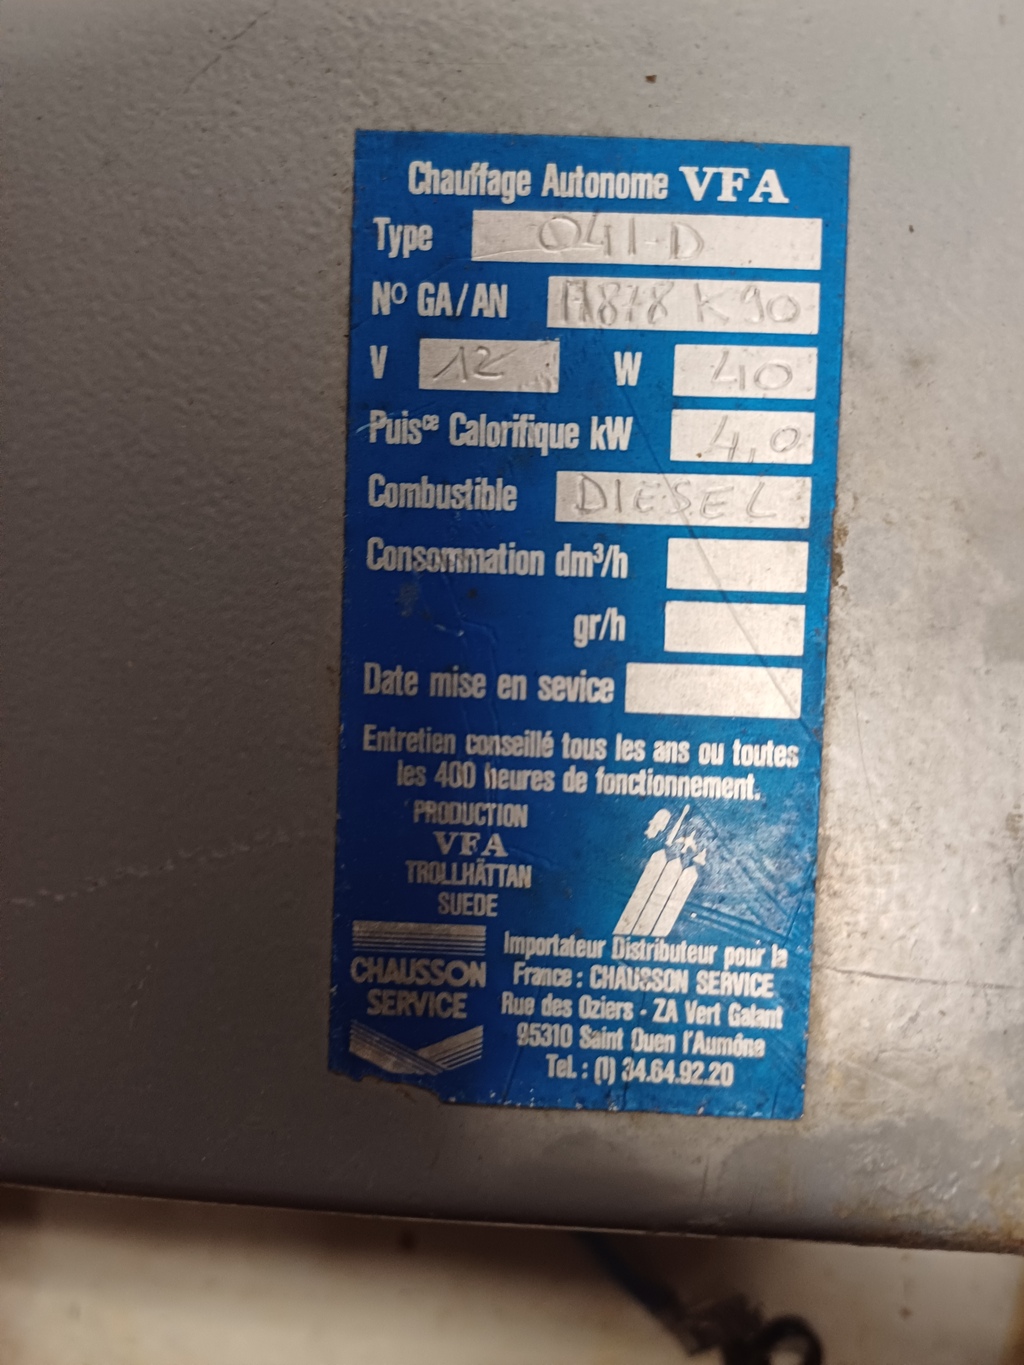 Chauffage Autonome VFA
Type 041-D
Nº GA/AN A878 K90
V 12 W 40
Puisce Calorifique kW 4,0
Combustible DIESEL
Consommation dm³/h
gr/h
Date mise en sevice
Entretien conseillé tous les ans ou toutes
les 400 heures de fonctionnement.
PRODUCTION
VFA
TROLLHÄTTAN
SUEDE
CHAUSSON
SERVICE
Importateur Distributeur pour la
France : CHAUSSON SERVICE
Rue des Oziers - ZA Vert Galant
95310 Saint Ouen l'Aumône
Tel. : (1) 34.64.92.20